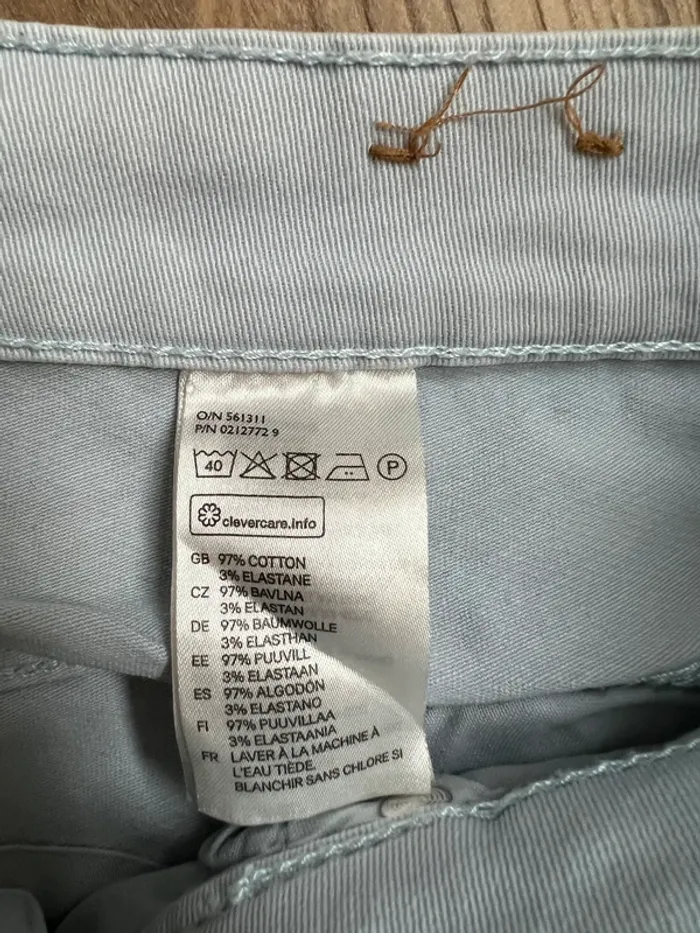 O/N 561311
P/N 0212772 9
40 P
clevercare.info
GB 97% COTTON
3% ELASTANE
CZ 97% BAVLNA
3% ELASTAN
DE 97% BAUMWOLLE
3% ELASTHAN
EE 97% PUUVILL
3% ELASTAAN
ES 97% ALGODÓN
3% ELASTANO
FI 97% PUUVILLAA
3% ELASTAANIA
FR LAVER À LA MACHINE À
L'EAU TIÈDE.
BLANCHIR SANS CHLORE SI